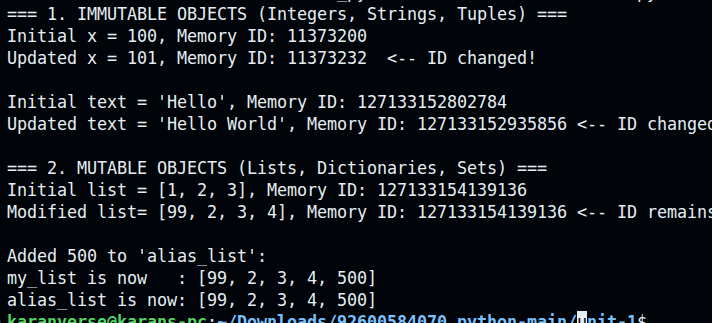 === 1. IMMUTABLE OBJECTS (Integers, Strings, Tuples) ===
Initial x = 100, Memory ID: 11373200
Updated x = 101, Memory ID: 11373232  <-- ID changed!
Initial text = 'Hello', Memory ID: 127133152802784
Updated text = 'Hello World', Memory ID: 127133152935856 <-- ID changed
=== 2. MUTABLE OBJECTS (Lists, Dictionaries, Sets) ===
Initial list = [1, 2, 3], Memory ID: 127133154139136
Modified list= [99, 2, 3, 4], Memory ID: 127133154139136 <-- ID remains
Added 500 to 'alias_list':
my_list is now   : [99, 2, 3, 4, 500]
alias_list is now: [99, 2, 3, 4, 500]
karanverse@karans-pc:~/Downloads/92600584070_python-main/unit-1$